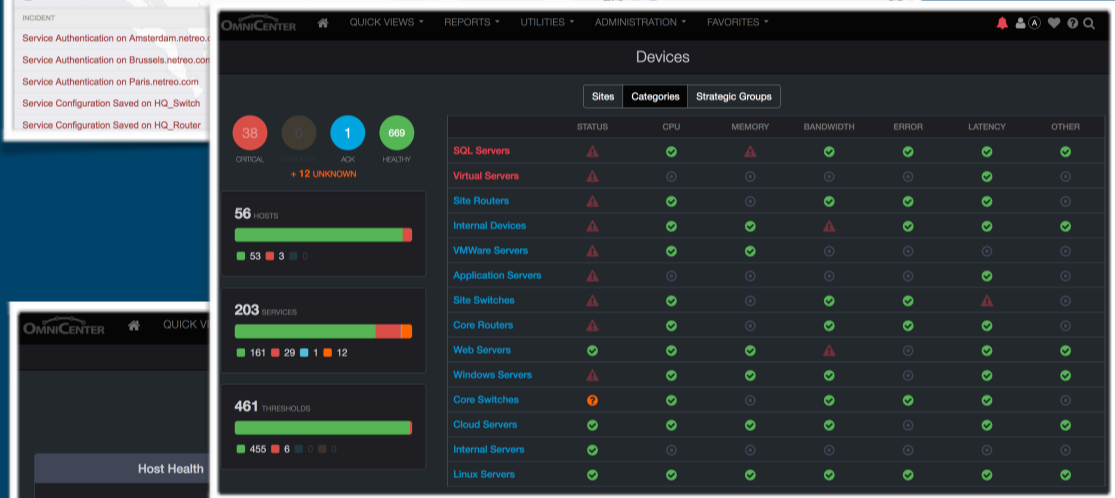 INCIDENT
Service Authentication on Amsterdam.netreo.c
Service Authentication on Brussels.netreo.con
Service Authentication on Paris.netreo.com
Service Configuration Saved on HQ_Switch
Service Configuration Saved on HQ_Router
OMNICENTER QUICK VIEWS REPORTS UTILITIES ADMINISTRATION FAVORITES A
Devices
Sites Categories Strategic Groups
38 0 1 669
CRITICAL ACK HEALTHY
+ 12 UNKNOWN
56 HOSTS
53 3 0
203 SERVICES
161 29 1 12
461 THRESHOLDS
455 6 0 0
STATUS CPU MEMORY BANDWIDTH ERROR LATENCY OTHER
SQL Servers
Virtual Servers
Site Routers
Internal Devices
VMWare Servers
Application Servers
Site Switches
Core Routers
Web Servers
Windows Servers
Core Switches
Cloud Servers
Internal Servers
Linux Servers
OMNICENTER QUICK VI
Host Health